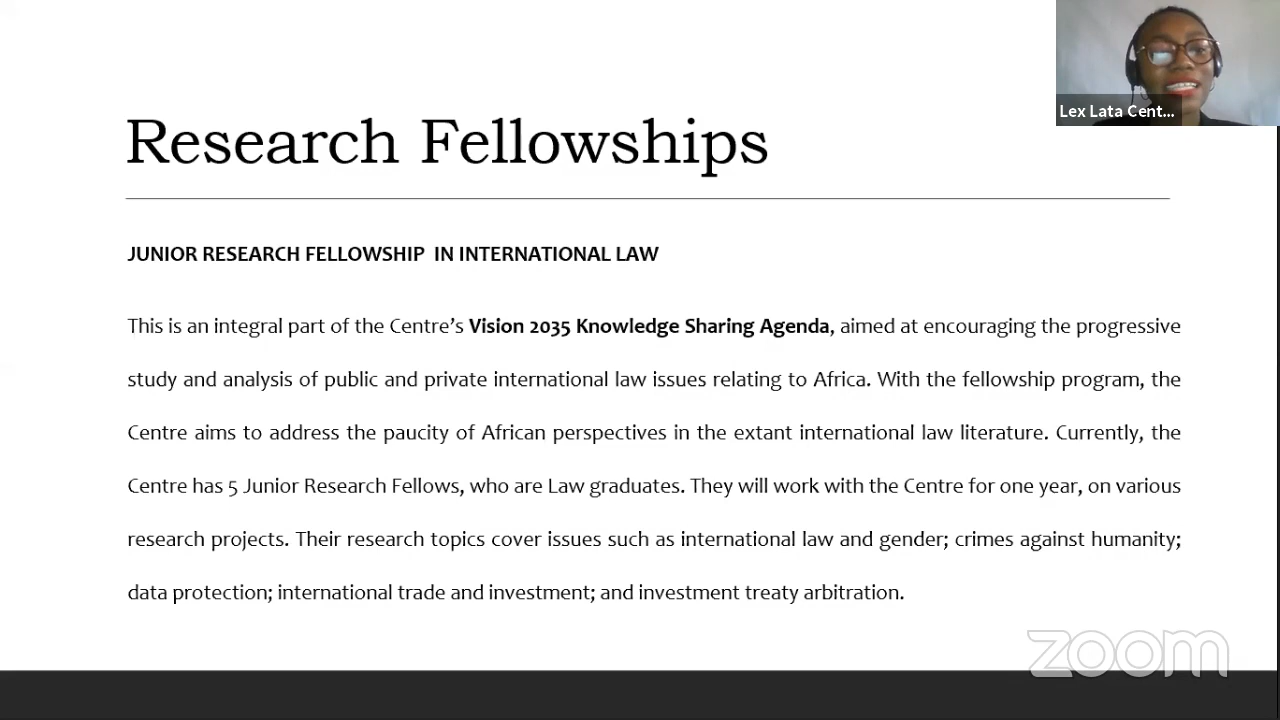 Research Fellowships
Lex Lata Cent...
JUNIOR RESEARCH FELLOWSHIP IN INTERNATIONAL LAW
This is an integral part of the Centre’s Vision 2035 Knowledge Sharing Agenda, aimed at encouraging the progressive
study and analysis of public and private international law issues relating to Africa. With the fellowship program, the
Centre aims to address the paucity of African perspectives in the extant international law literature. Currently, the
Centre has 5 Junior Research Fellows, who are Law graduates. They will work with the Centre for one year, on various
research projects. Their research topics cover issues such as international law and gender; crimes against humanity;
data protection; international trade and investment; and investment treaty arbitration.
zoom